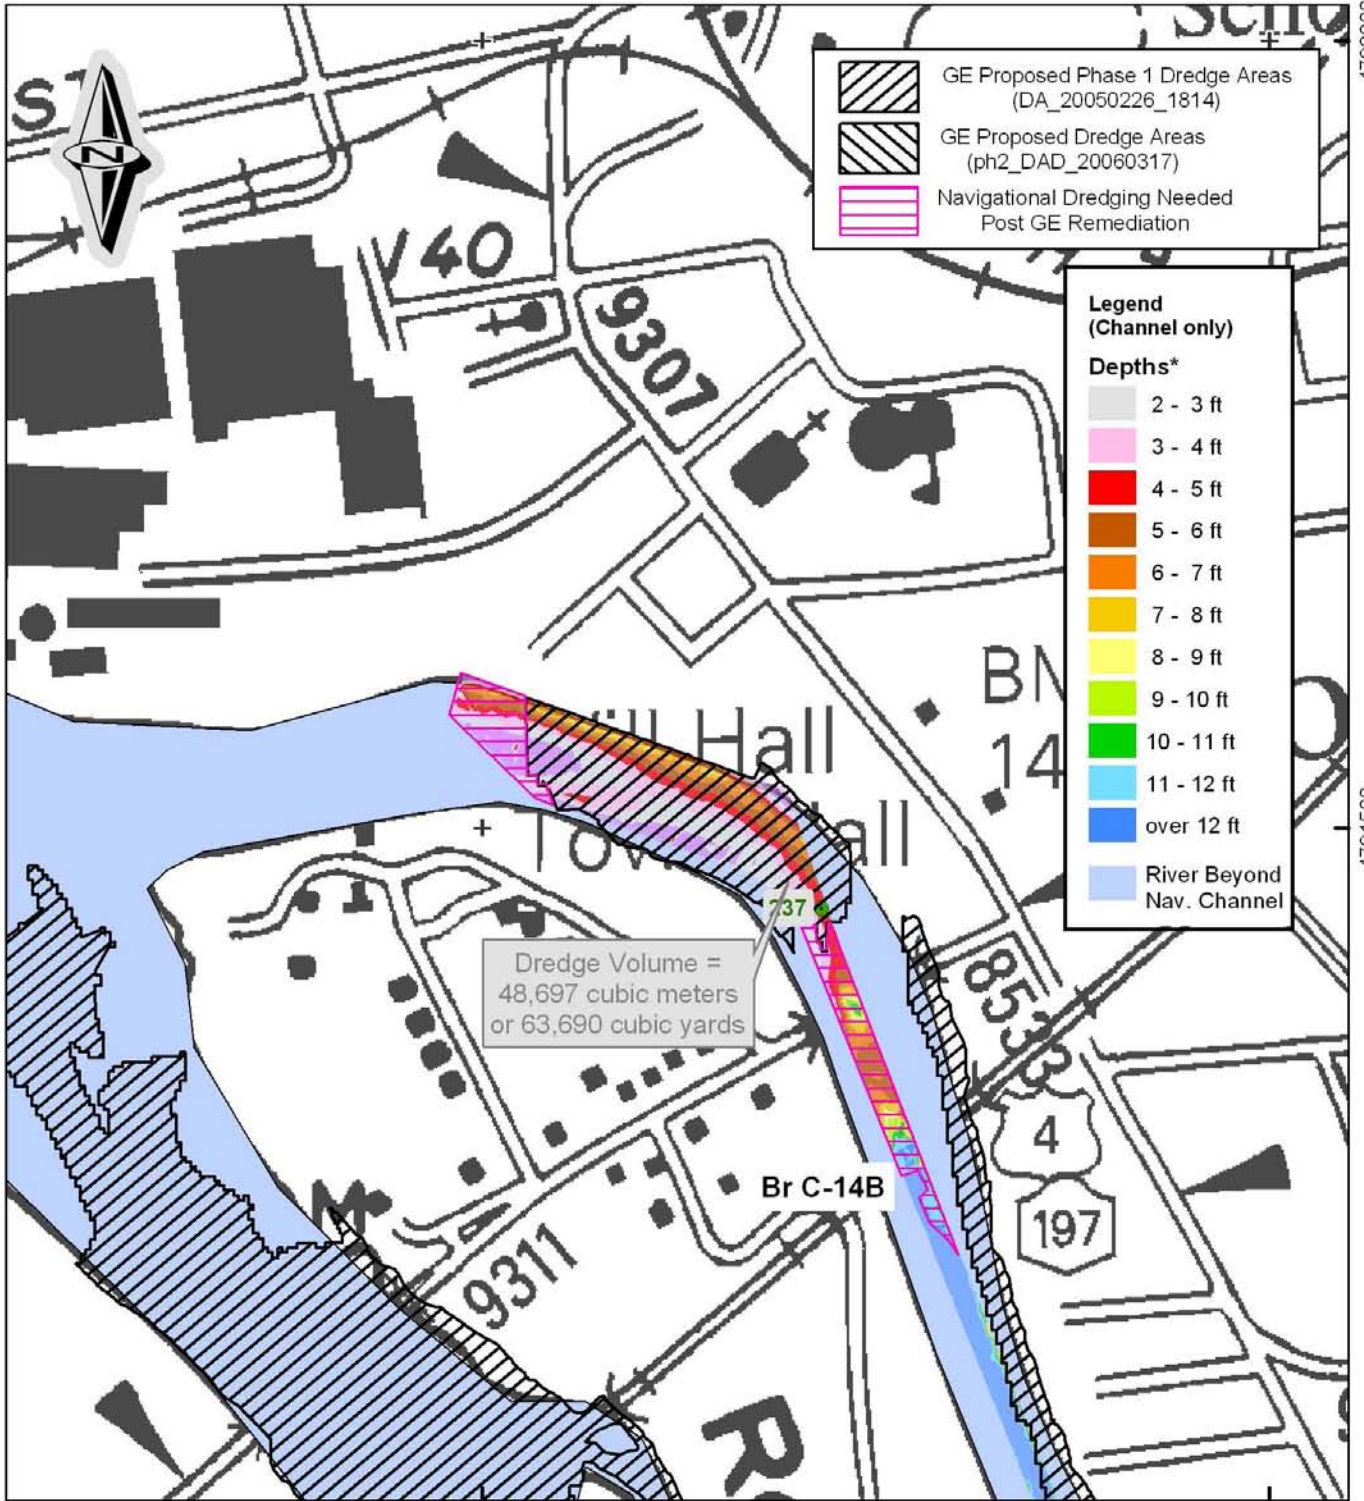 GE Proposed Phase 1 Dredge Areas
(DA_20050226_1814)
GE Proposed Dredge Areas
(ph2_DAD_20060317)
Navigational Dredging Needed
Post GE Remediation
N
V40
9307
Legend
(Channel only)
Depths*
2 - 3 ft
3 - 4 ft
4 - 5 ft
5 - 6 ft
6 - 7 ft
7 - 8 ft
8 - 9 ft
9 - 10 ft
10 - 11 ft
11 - 12 ft
over 12 ft
River Beyond
Nav. Channel
Hall
14
237
1
Dredge Volume =
48,697 cubic meters
or 63,690 cubic yards
8533
4
197
Br C-14B
M
9311